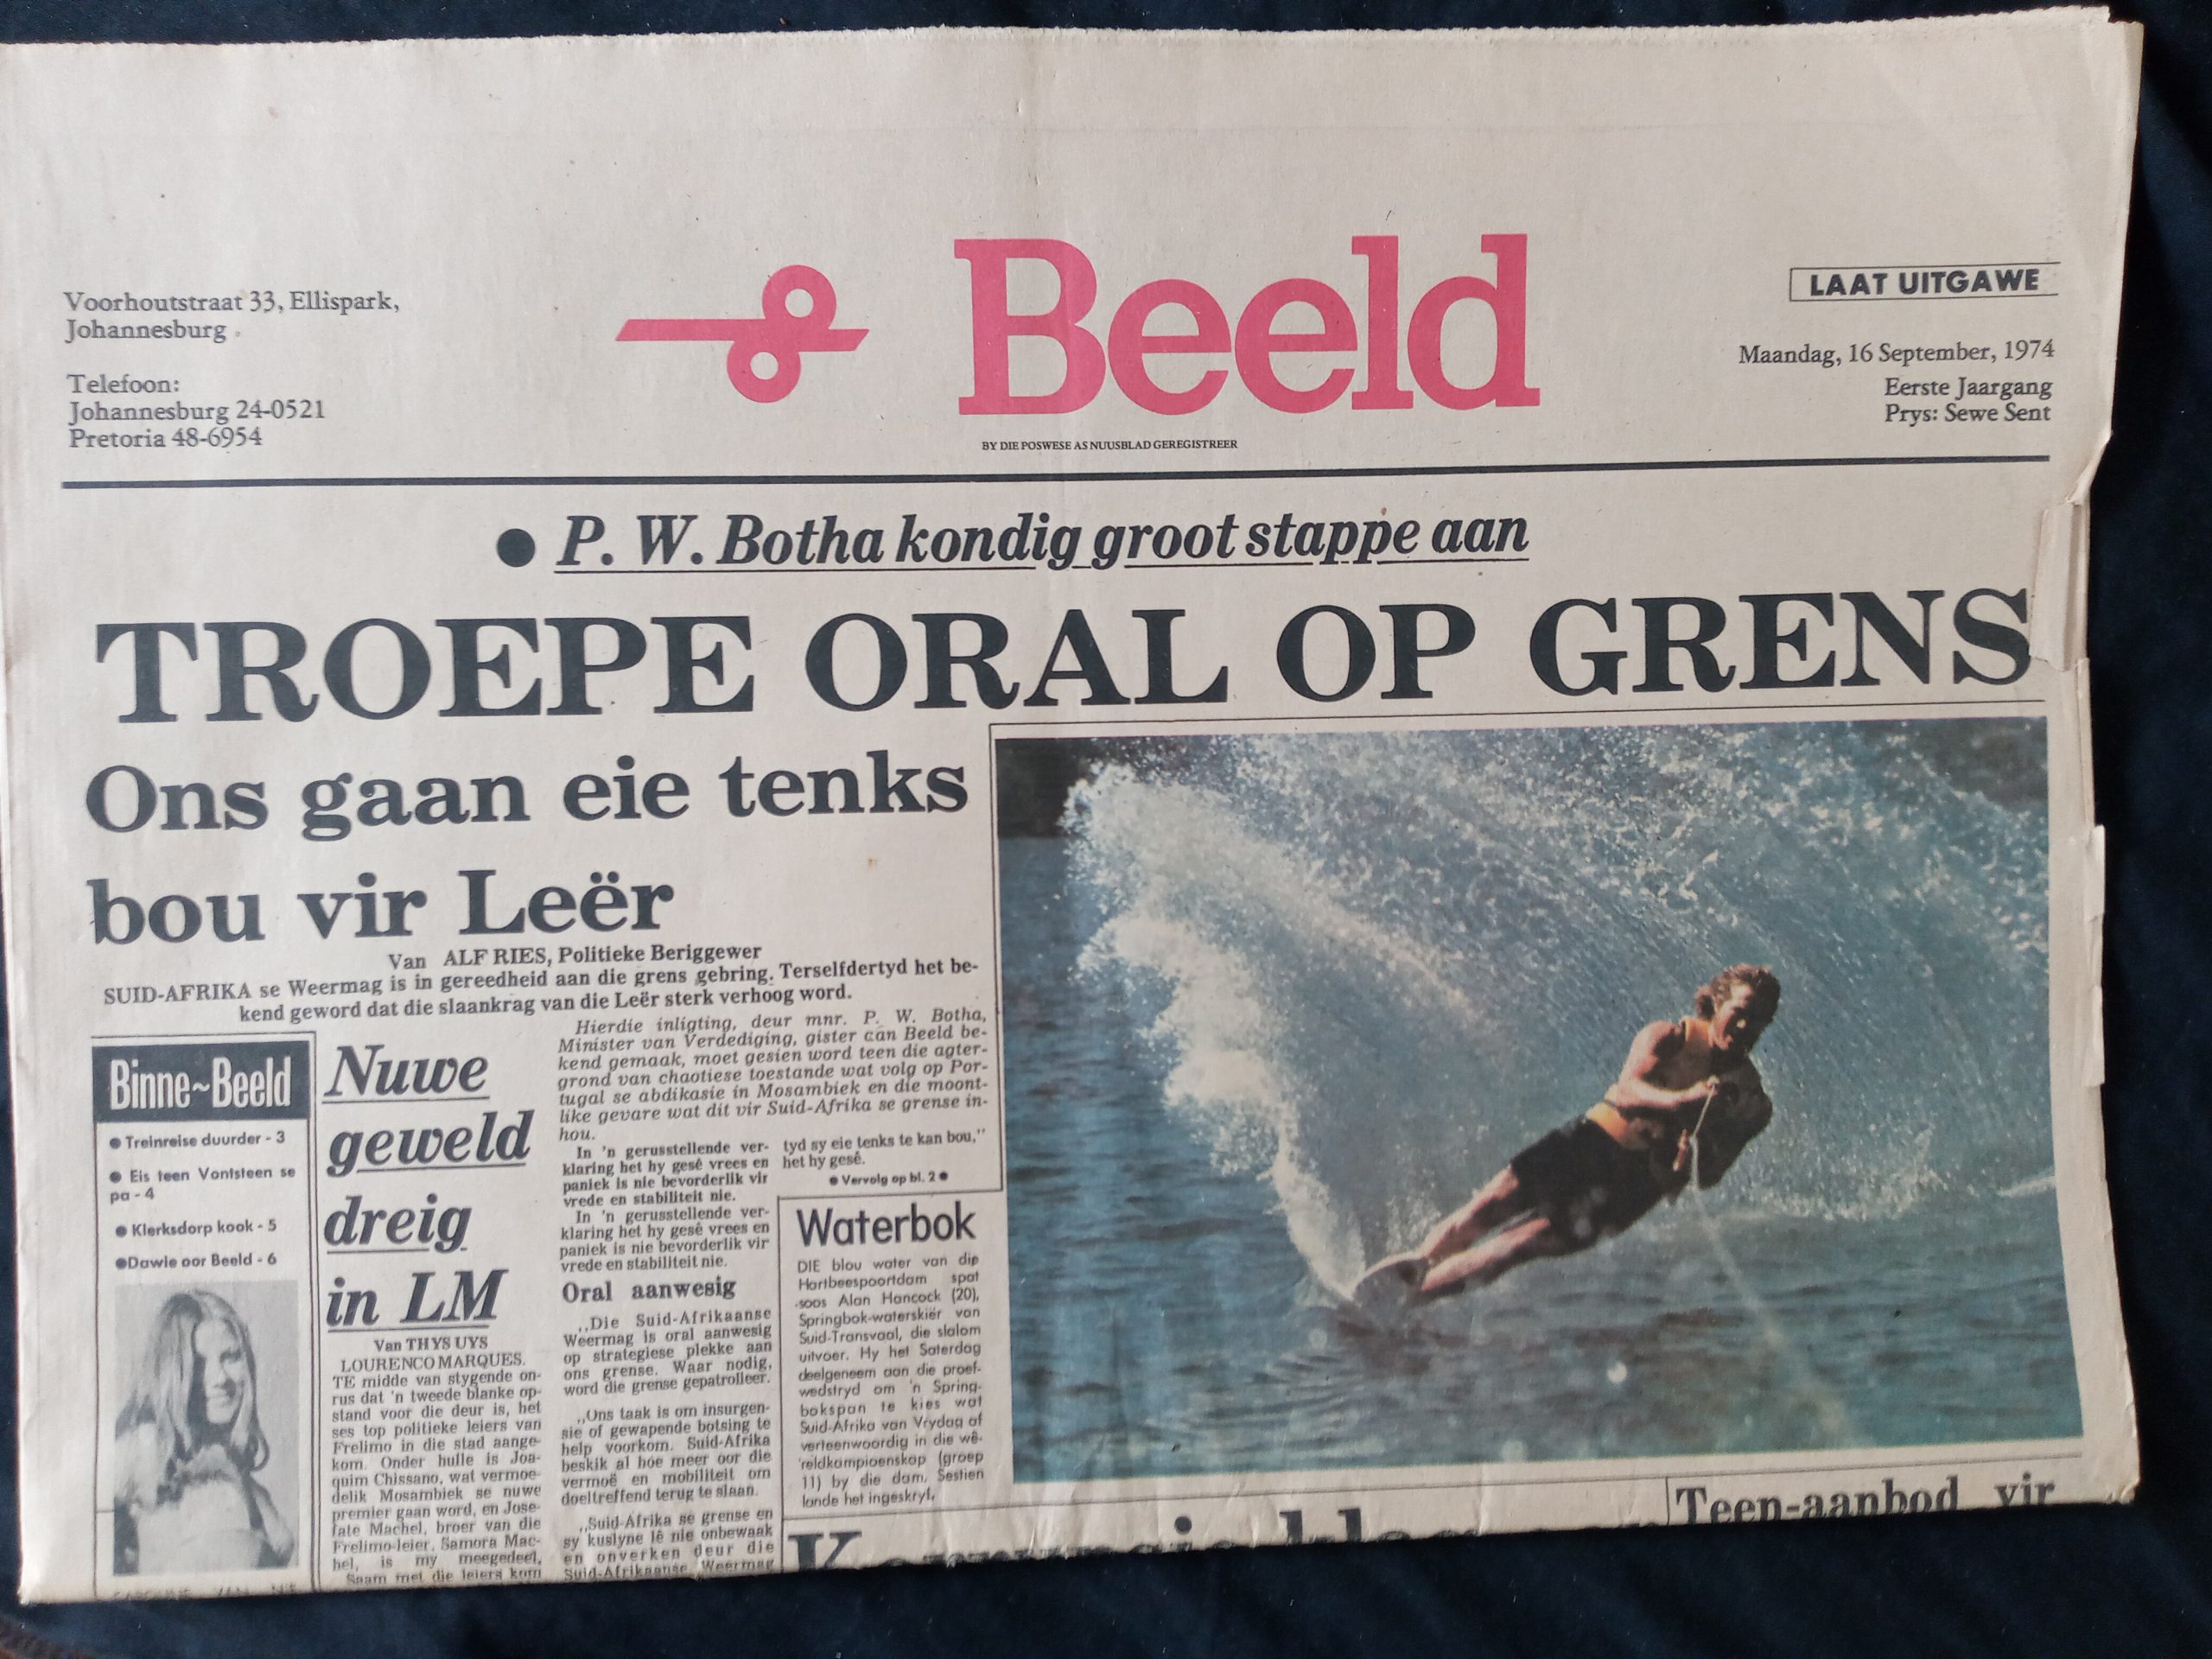 Voorhoutstraat 33, Ellispark,
Johannesburg
Telefoon:
Johannesburg 24-0521
Pretoria 48-6954
Beeld
BY DIE POSWESE AS NUUSBLAD GEREGISTREER
LAAT UITGAWE
Maandag, 16 September, 1974
Eerste Jaargang
Prys: Sewe Sent
● P. W. Botha kondig groot stappe aan
TROEPE ORAL OP GRENS
Ons gaan eie tenks
bou vir Leër
Van ALF RIES, Politieke Beriggewer
SUID-AFRIKA se Weermag is in gereedheid aan die grens gebring. Terselfdertyd het be-
kend geword dat die slaankrag van die Leër sterk verhoog word.
Binne~Beeld
● Treinreise duurder - 3
● Eis teen Vontsteen se
pa - 4
● Klerksdorp kook - 5
●Dawie oor Beeld - 6
Nuwe
geweld
dreig
in LM
Van THYS UYS
LOURENCO MARQUES.
TE midde van stygende on-
rus dat 'n tweede blanke op-
stand voor die deur is, het
ses top politieke leiers van
Frelimo in die stad aange-
kom. Onder hulle is Joa-
quim Chissano, wat vermoe-
delik Mosambiek se nuwe
premier gaan word, en Jose-
fate Machel, broer van die
Frelimo-leier, Samora Mac-
hel, is my meegedeel.
Saam met die leiers kom
Hierdie inligting, deur mnr. P. W. Botha,
Minister van Verdediging, gister aan Beeld be-
kend gemaak, moet gesien word teen die agter-
grond van chaotiese toestande wat volg op Por-
tugal se abdikasie in Mosambiek en die moont-
like gevare wat dit vir Suid-Afrika se grense in-
hou.
In 'n gerusstellende ver-
klaring het hy gesê vrees en
paniek is nie bevorderlik vir
vrede en stabiliteit nie.
In 'n gerusstellende ver-
klaring het hy gesê vrees en
paniek is nie bevorderlik vir
vrede en stabiliteit nie.
Oral aanwesig
„Die Suid-Afrikaanse
Weermag is oral aanwesig
op strategiese plekke aan
ons grense. Waar nodig,
word die grense gepatrolleer.
„Ons taak is om insurgen-
sie of gewapende botsing te
help voorkom. Suid-Afrika
beskik al hoe meer oor die
vermoë en mobiliteit om
doeltreffend terug te slaan.
„Suid-Afrika se grense en
sy kuslyne lê nie onbewaak
en onverken deur die
Suid-Afrikaanse Weermag
tyd sy eie tenks te kan bou,”
het hy gesê.
● Vervolg op bl. 2 ●
Waterbok
DIE blou water van die
Hartbeespoortdam spat
soos Alan Hancock (20),
Springbok-waterskiër van
Suid-Transvaal, die slalom
uitvoer. Hy het Saterdag
deelgeneem aan die proef-
wedstryd om 'n Spring-
bokspan te kies wat
Suid-Afrika van Vrydag af
verteenwoordig in die wê-
reldkampioenskap (groep
11) by die dam. Sestien
lande het ingeskryf.
Teen-aanbod vir